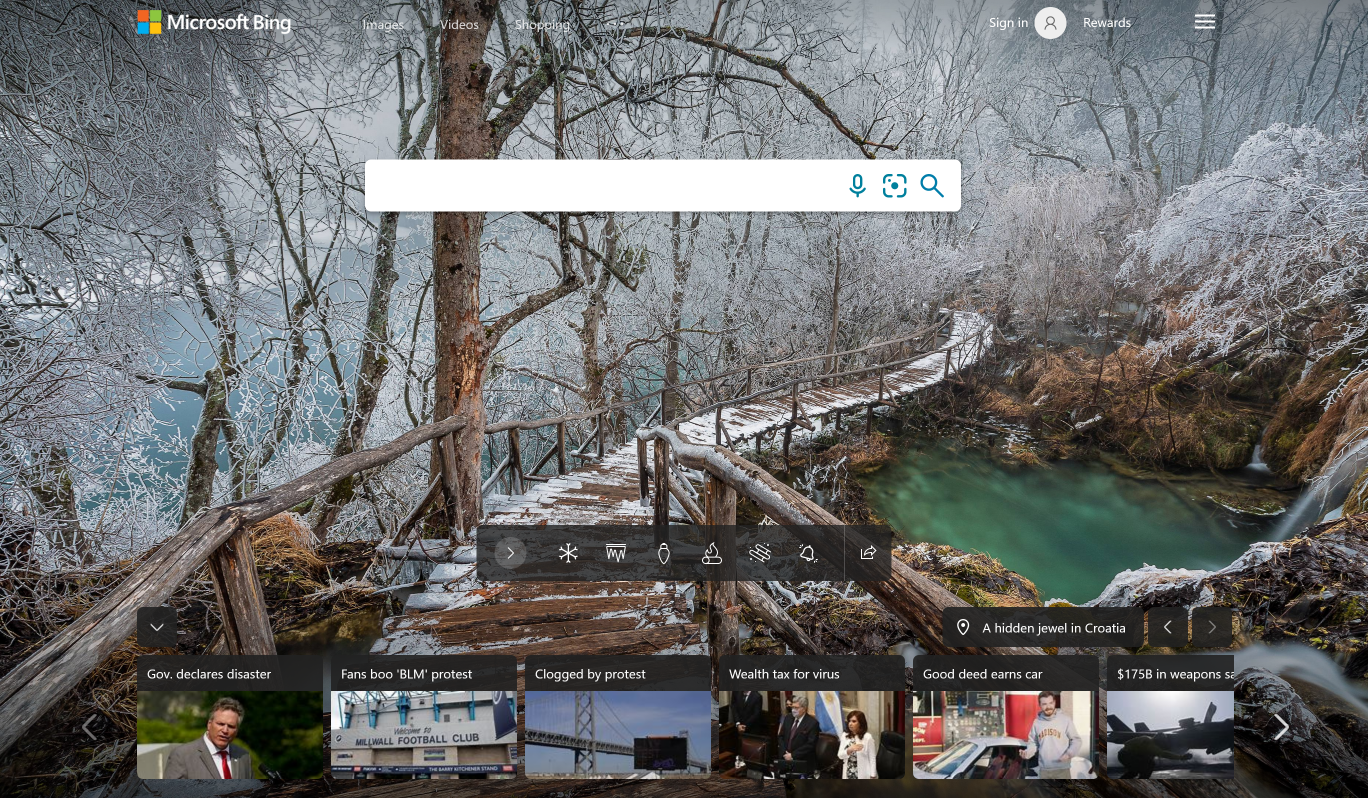 Microsoft Bing
Images
Videos
Shopping
Sign in
Rewards
A hidden jewel in Croatia
Gov. declares disaster
Fans boo 'BLM' protest
Clogged by protest
Wealth tax for virus
Good deed earns car
$175B in weapons sa
Welcome To
MILLWALL FOOTBALL CLUB
THE BARRY KITCHENER STAND
MADISON